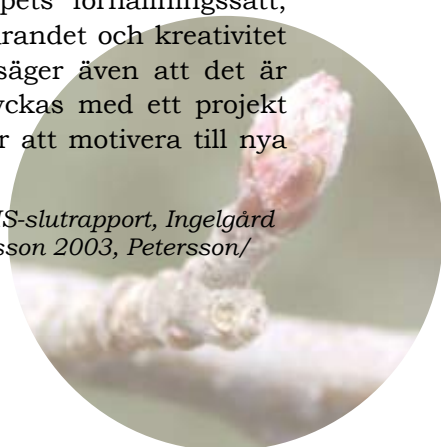 pets förhållningssätt,
ärandet och kreativitet
säger även att det är
yckas med ett projekt
r att motivera till nya
S-slutrapport, Ingelgård
sson 2003, Petersson/